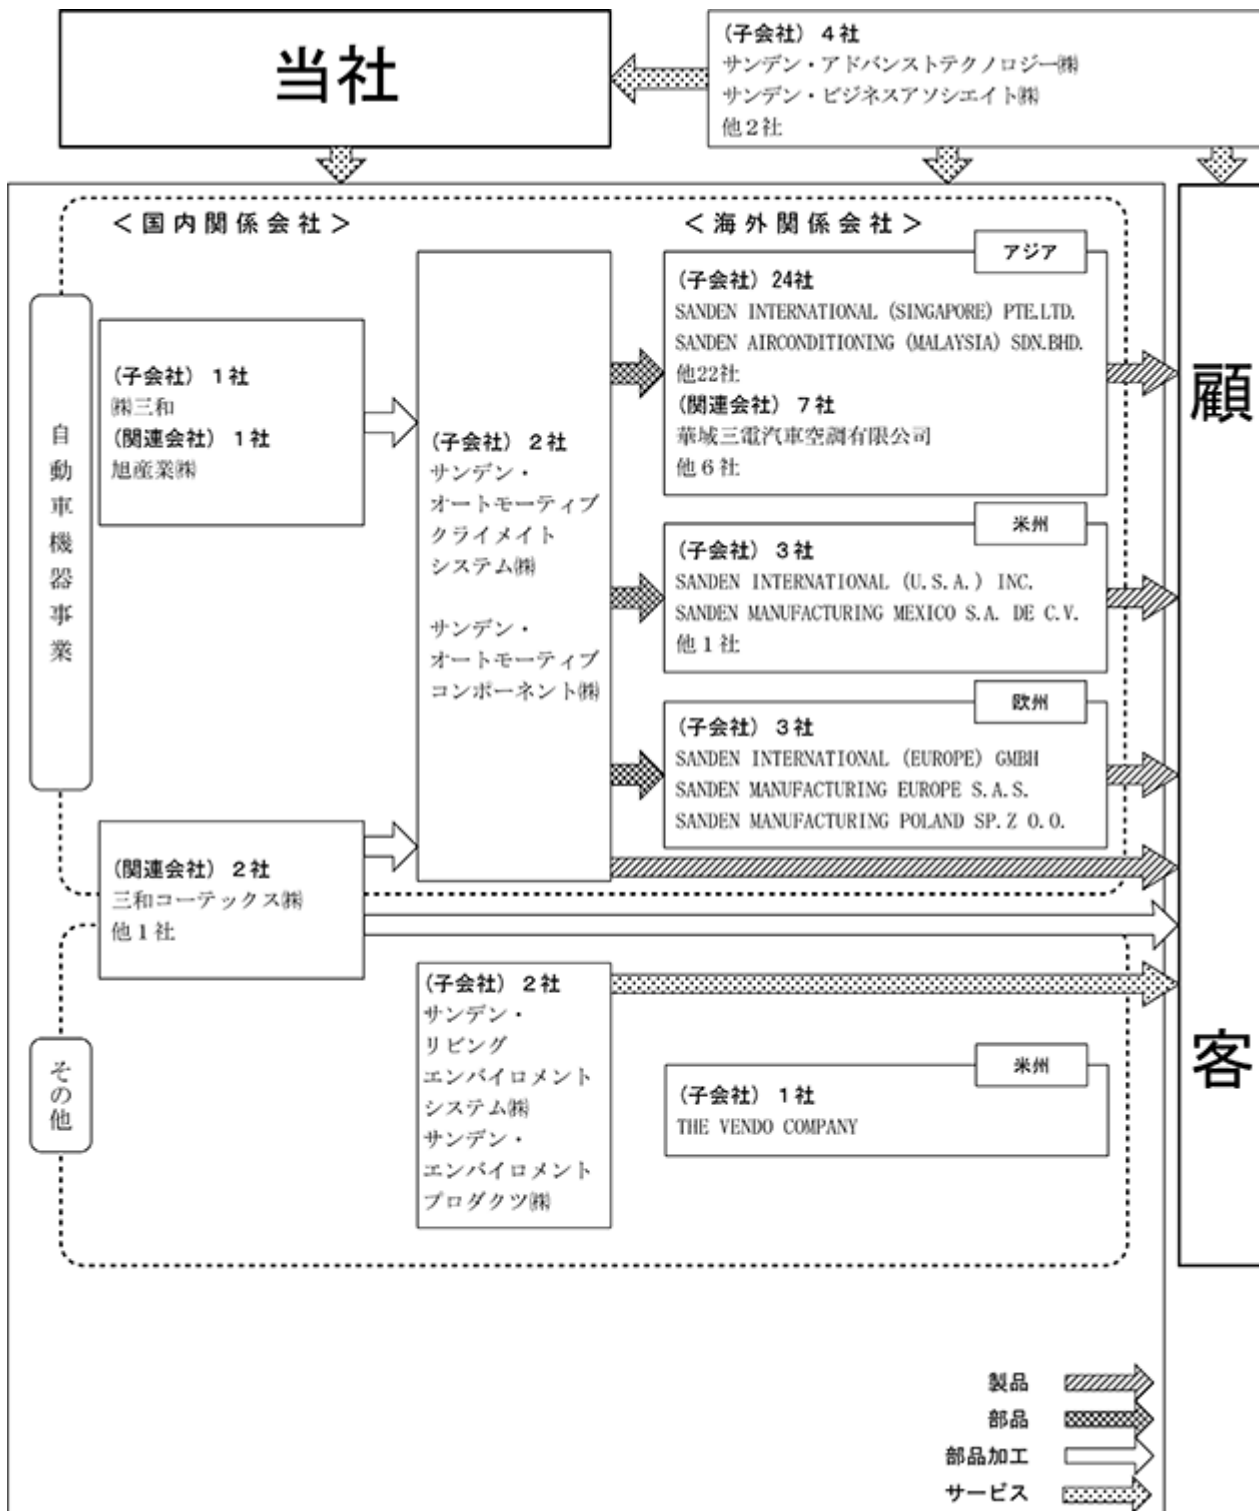 当社
(子会社) 4社
サンデン・アドバンストテクノロジー㈱
サンデン・ビジネスアソシエイト㈱
他2社
＜国内関係会社＞
＜海外関係会社＞
自動車機器事業
(子会社) 1社
㈱三和
(関連会社) 1社
旭産業㈱
(関連会社) 2社
三和コーテックス㈱
他1社
(子会社) 2社
サンデン・
オートモーティブ
クライメイト
システム㈱
サンデン・
オートモーティブ
コンポーネント㈱
アジア
(子会社) 24社
SANDEN INTERNATIONAL (SINGAPORE) PTE.LTD.
SANDEN AIRCONDITIONING (MALAYSIA) SDN.BHD.
他22社
(関連会社) 7社
華域三電汽車空調有限公司
他6社
米州
(子会社) 3社
SANDEN INTERNATIONAL (U.S.A.) INC.
SANDEN MANUFACTURING MEXICO S.A. DE C.V.
他1社
欧州
(子会社) 3社
SANDEN INTERNATIONAL (EUROPE) GMBH
SANDEN MANUFACTURING EUROPE S.A.S.
SANDEN MANUFACTURING POLAND SP.Z O.O.
その他
(子会社) 2社
サンデン・
リビング
エンバイロメント
システム㈱
サンデン・
エンバイロメント
プロダクツ㈱
米州
(子会社) 1社
THE VENDO COMPANY
顧客
製品
部品
部品加工
サービス